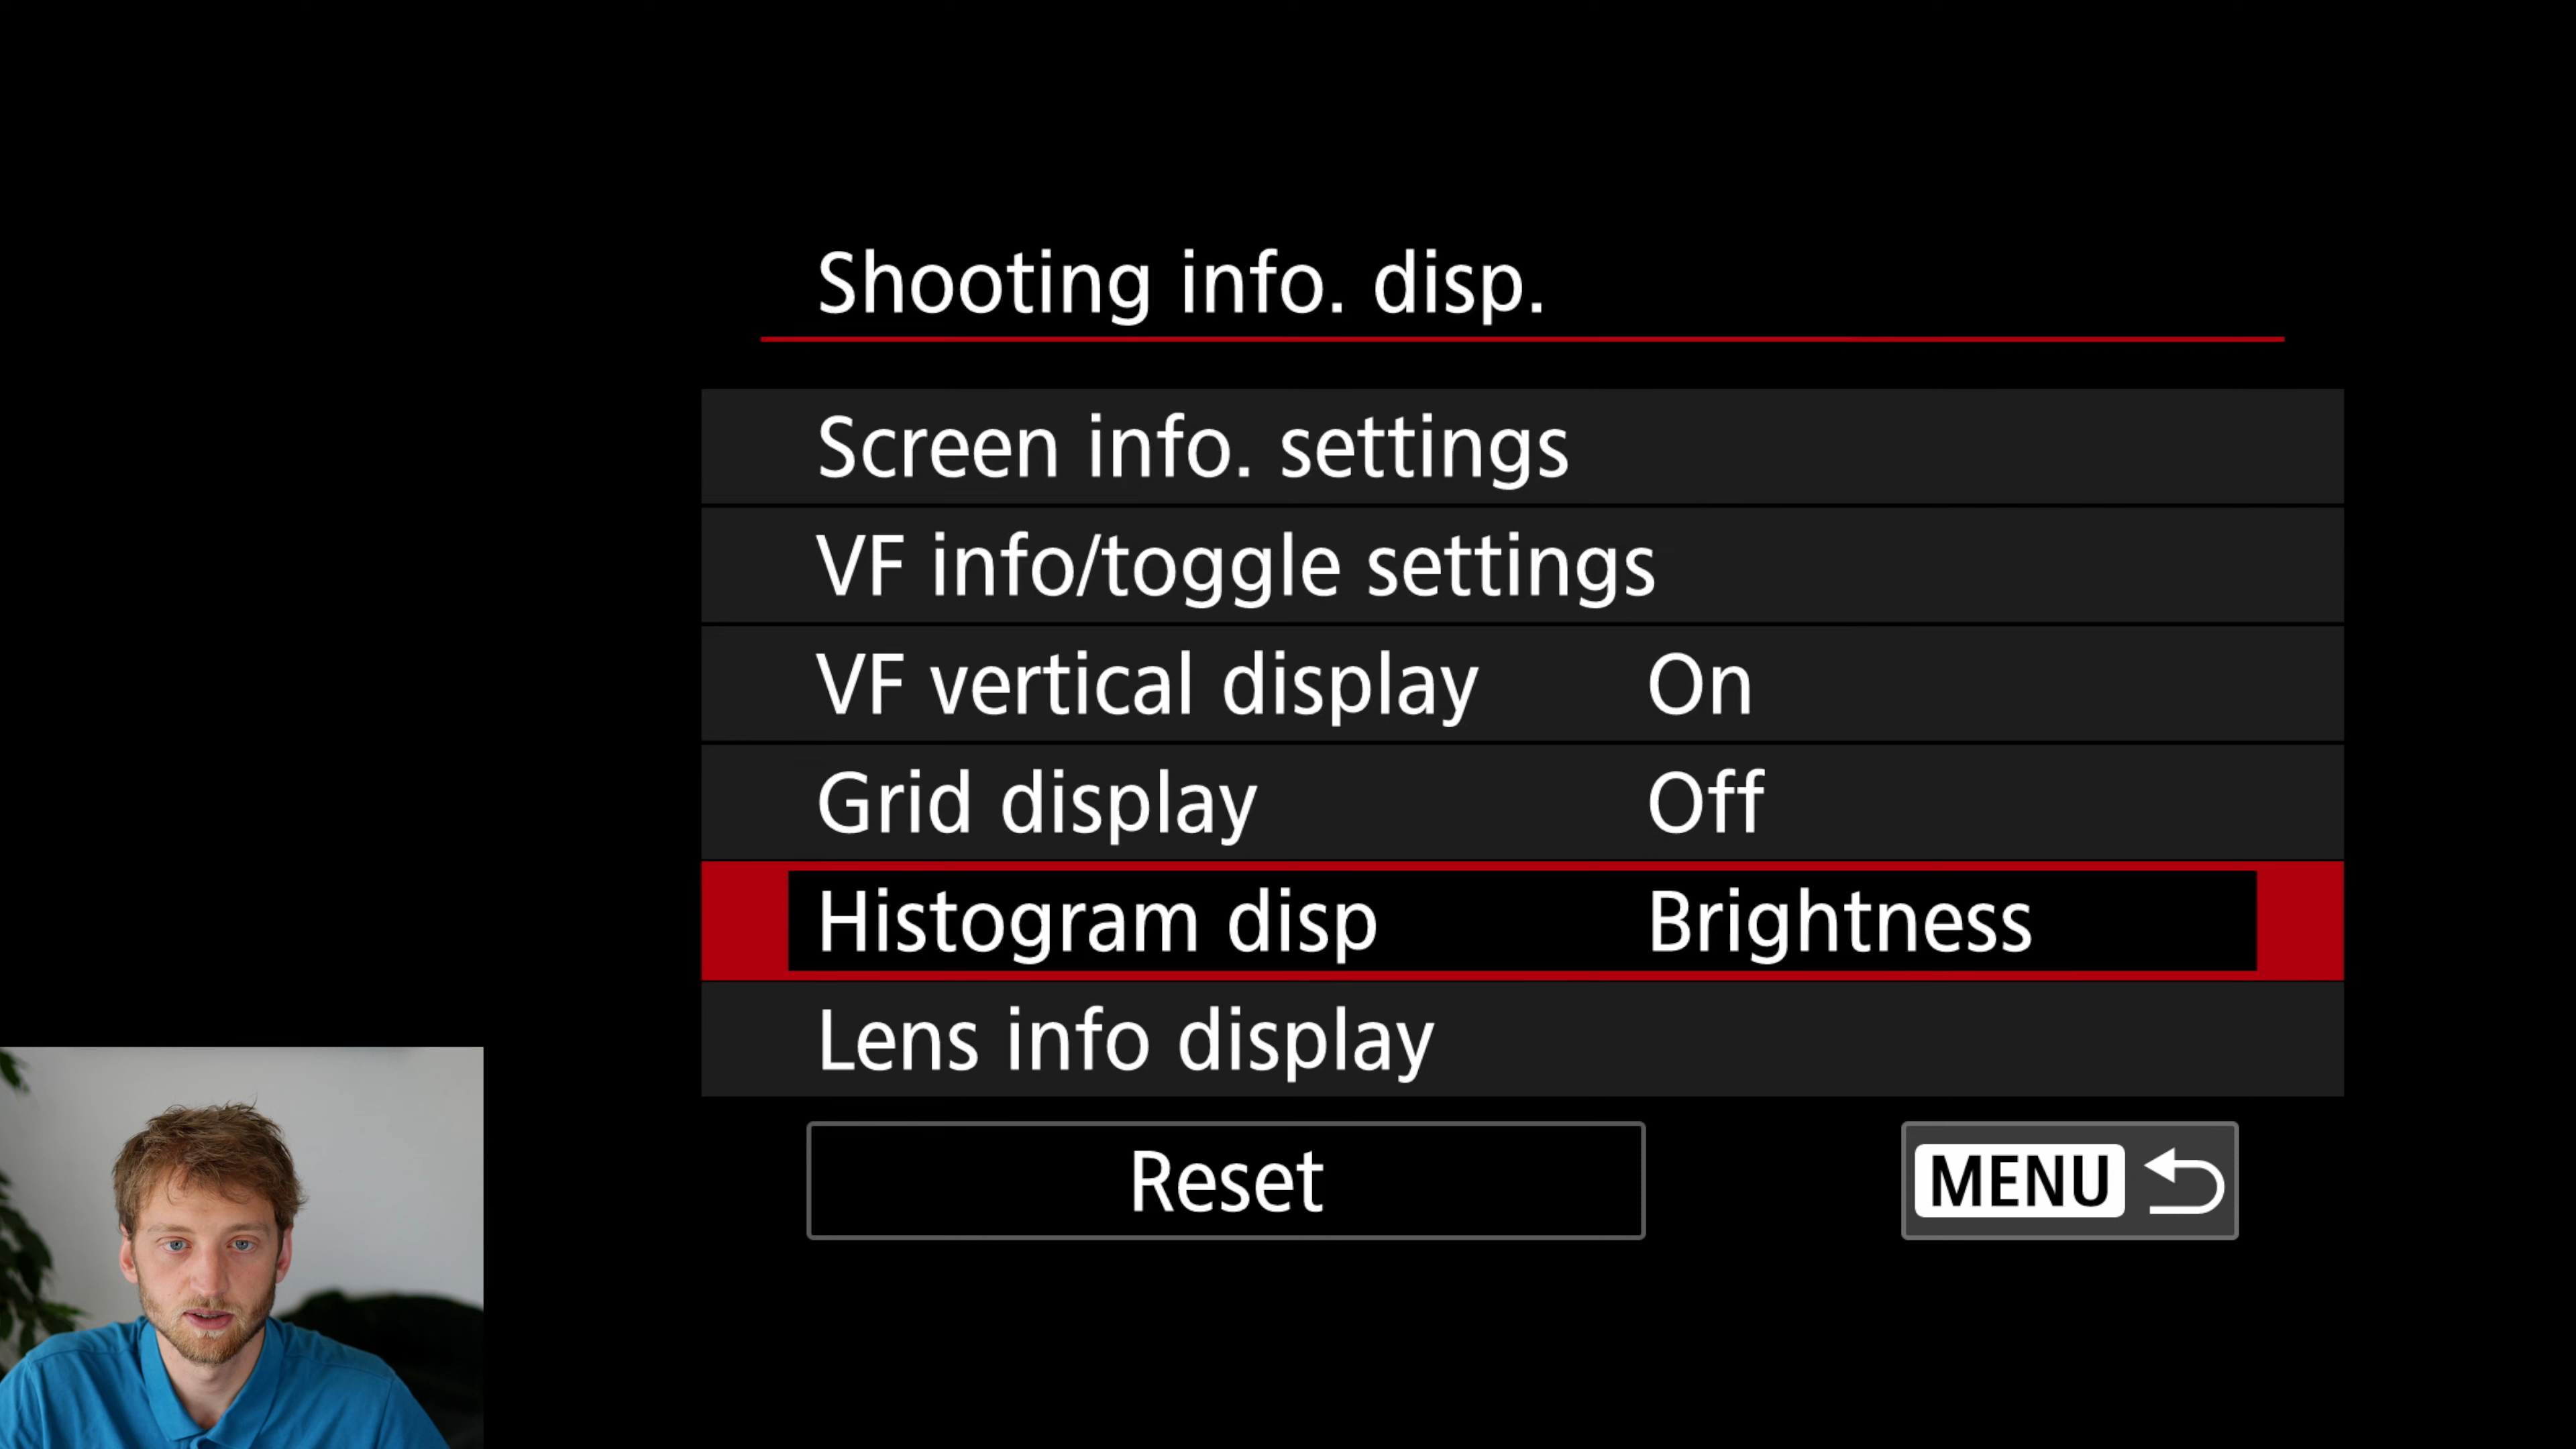 Shooting info. disp.
Screen info. settings
VF info/toggle settings
VF vertical display On
Grid display Off
Histogram disp Brightness
Lens info display
Reset MENU